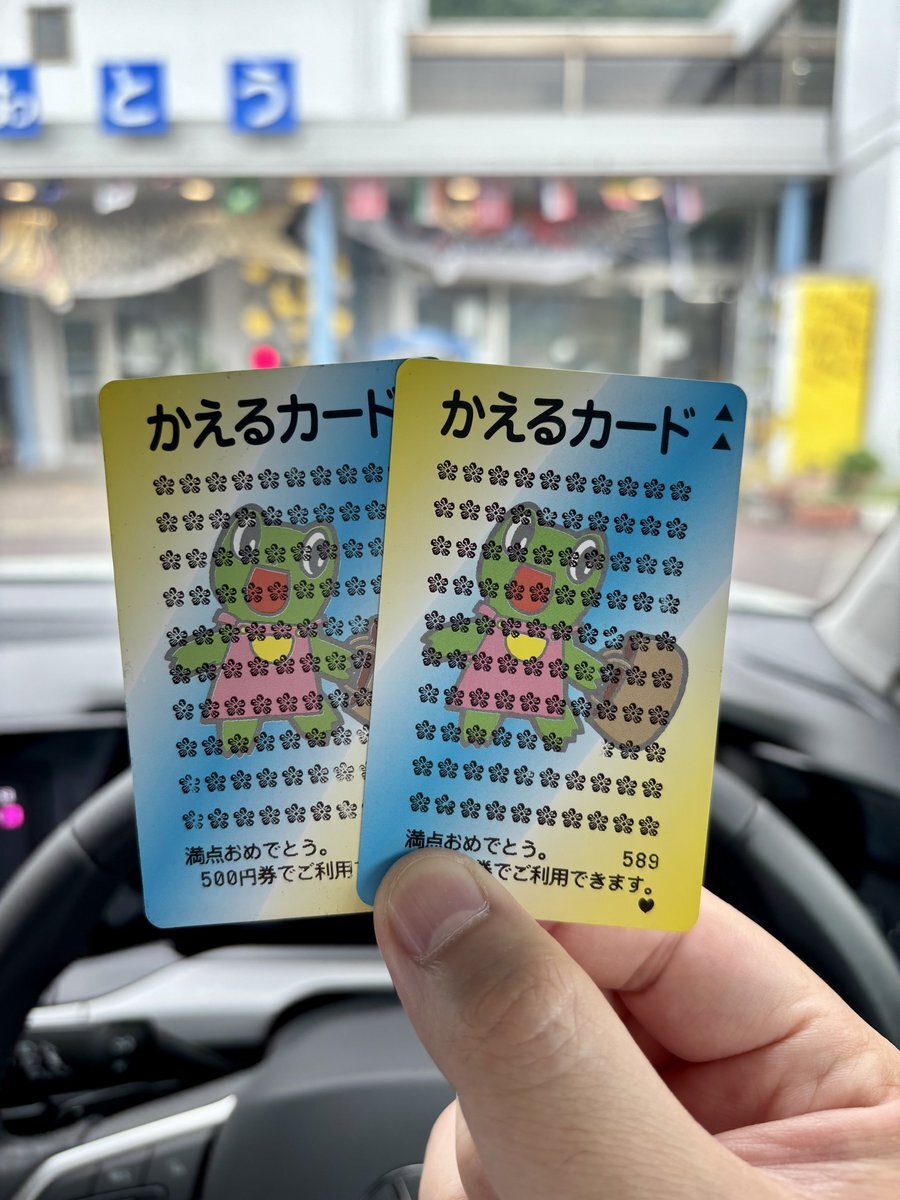 とう
かえるカード
満点おめでとう。
500円券でご利用
かえるカード
満点おめでとう。
589
券でご利用できます。